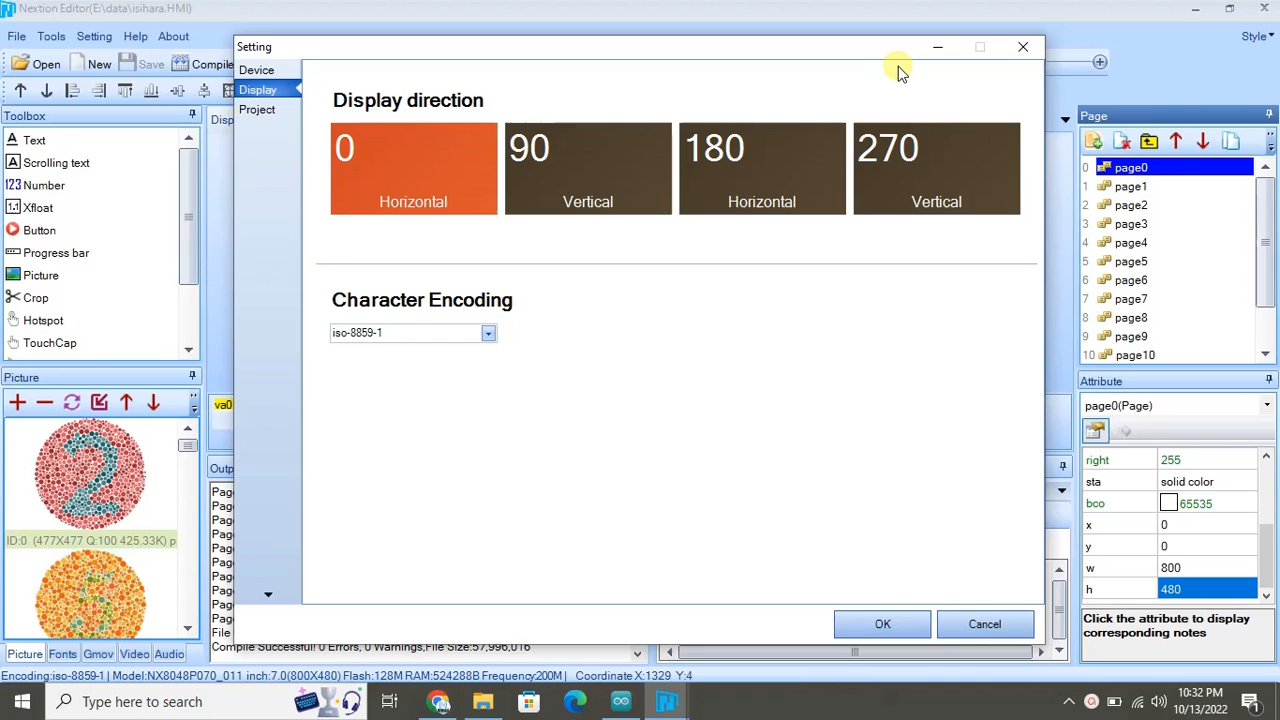 Nextion Editor(E:\data\isihara.HMI)
File Tools Setting Help About
Style
Open New Save Compile
Toolbox
Text
Scrolling text
123 Number
Xfloat
Button
Progress bar
Picture
Crop
Hotspot
TouchCap
Picture
2
ID:0 (477X477 Q:100 425.33K) p
5
Picture Fonts Gmov Video Audio
Setting
Device
Display
Project
Display direction
0
Horizontal
90
Vertical
180
Horizontal
270
Vertical
Character Encoding
iso-8859-1
OK Cancel
va0
Compile Successful! 0 Errors, 0 Warnings,File Size:57,996,016
Page
0 page0
1 page1
2 page2
3 page3
4 page4
5 page5
6 page6
7 page7
8 page8
9 page9
10 page10
Attribute
page0(Page)
right 255
sta solid color
bco 65535
x 0
y 0
w 800
h 480
Click the attribute to display
corresponding notes
Encoding:iso-8859-1 | Model:NX8048P070_011 inch:7.0(800X480) Flash:128M RAM:524288B Frequency:200M | Coordinate X:1329 Y:4
Type here to search
10:32 PM
10/13/2022
1